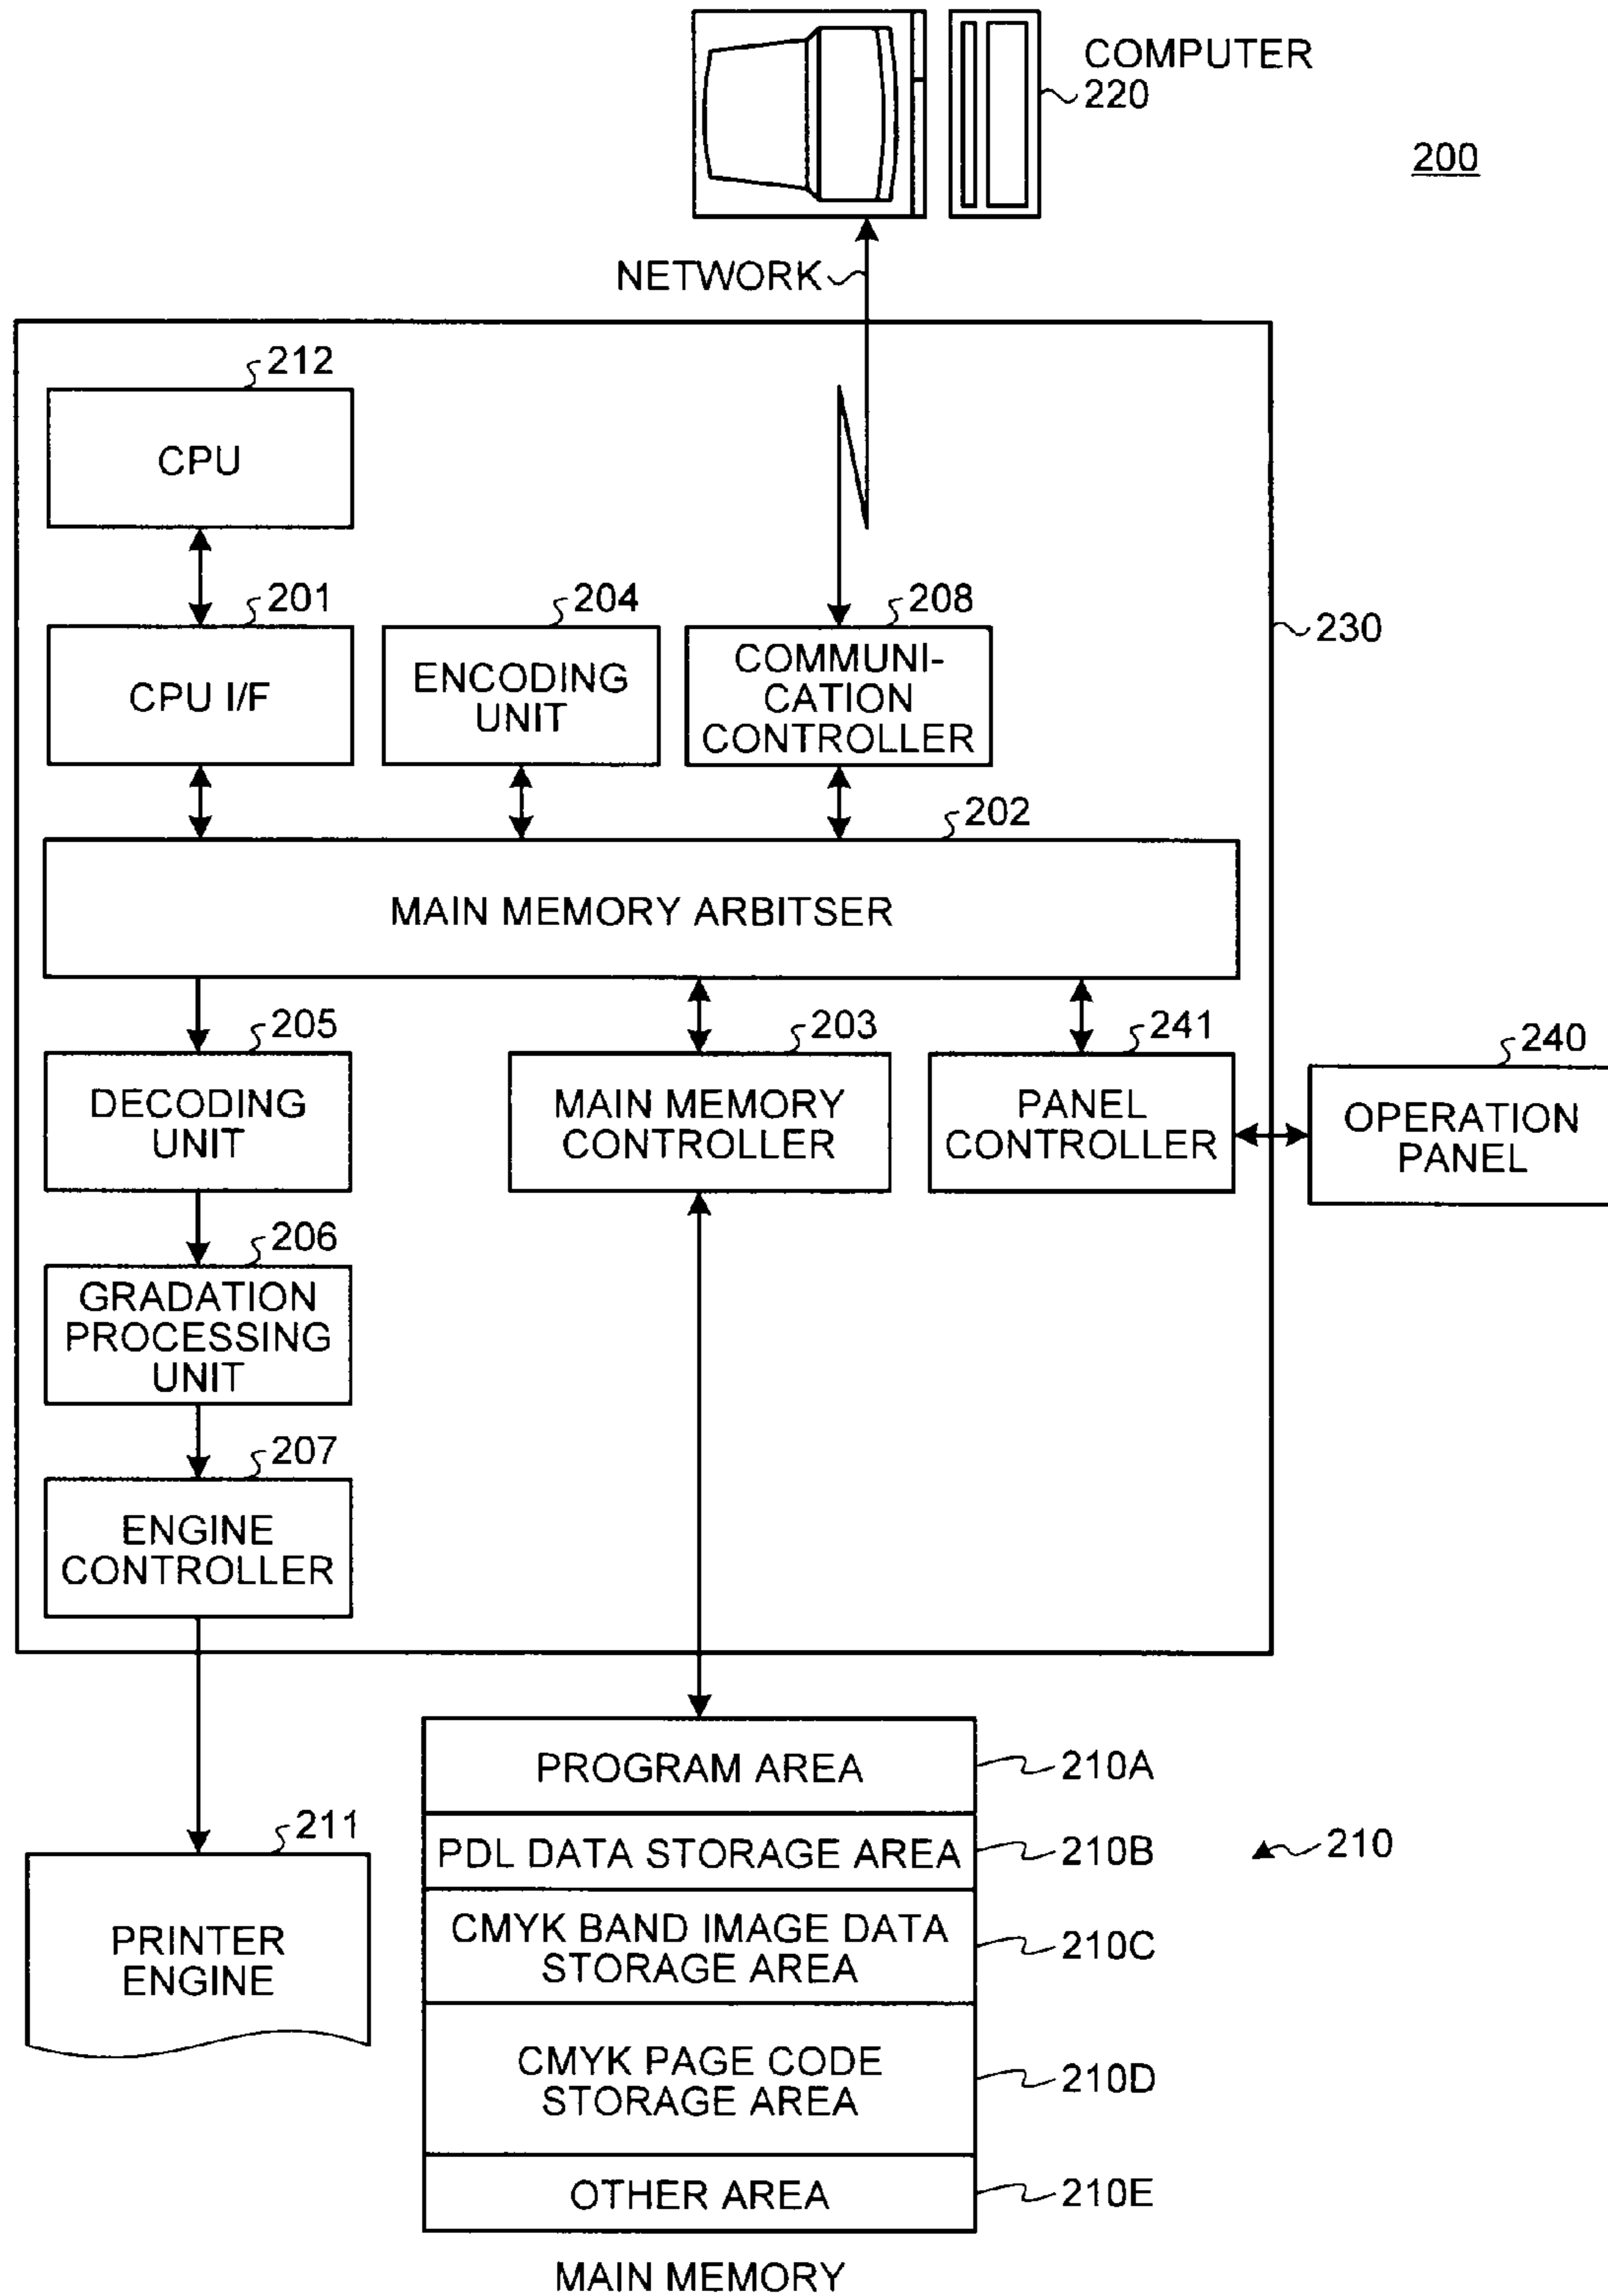 COMPUTER
220
200
NETWORK
212
CPU
201
CPU I/F
204
ENCODING
UNIT
208
COMMUNI-
CATION
CONTROLLER
230
202
MAIN MEMORY ARBITSER
205
DECODING
UNIT
203
MAIN MEMORY
CONTROLLER
241
PANEL
CONTROLLER
240
OPERATION
PANEL
206
GRADATION
PROCESSING
UNIT
207
ENGINE
CONTROLLER
211
PRINTER
ENGINE
PROGRAM AREA
210A
PDL DATA STORAGE AREA
210B
210
CMYK BAND IMAGE DATA
STORAGE AREA
210C
CMYK PAGE CODE
STORAGE AREA
210D
OTHER AREA
210E
MAIN MEMORY